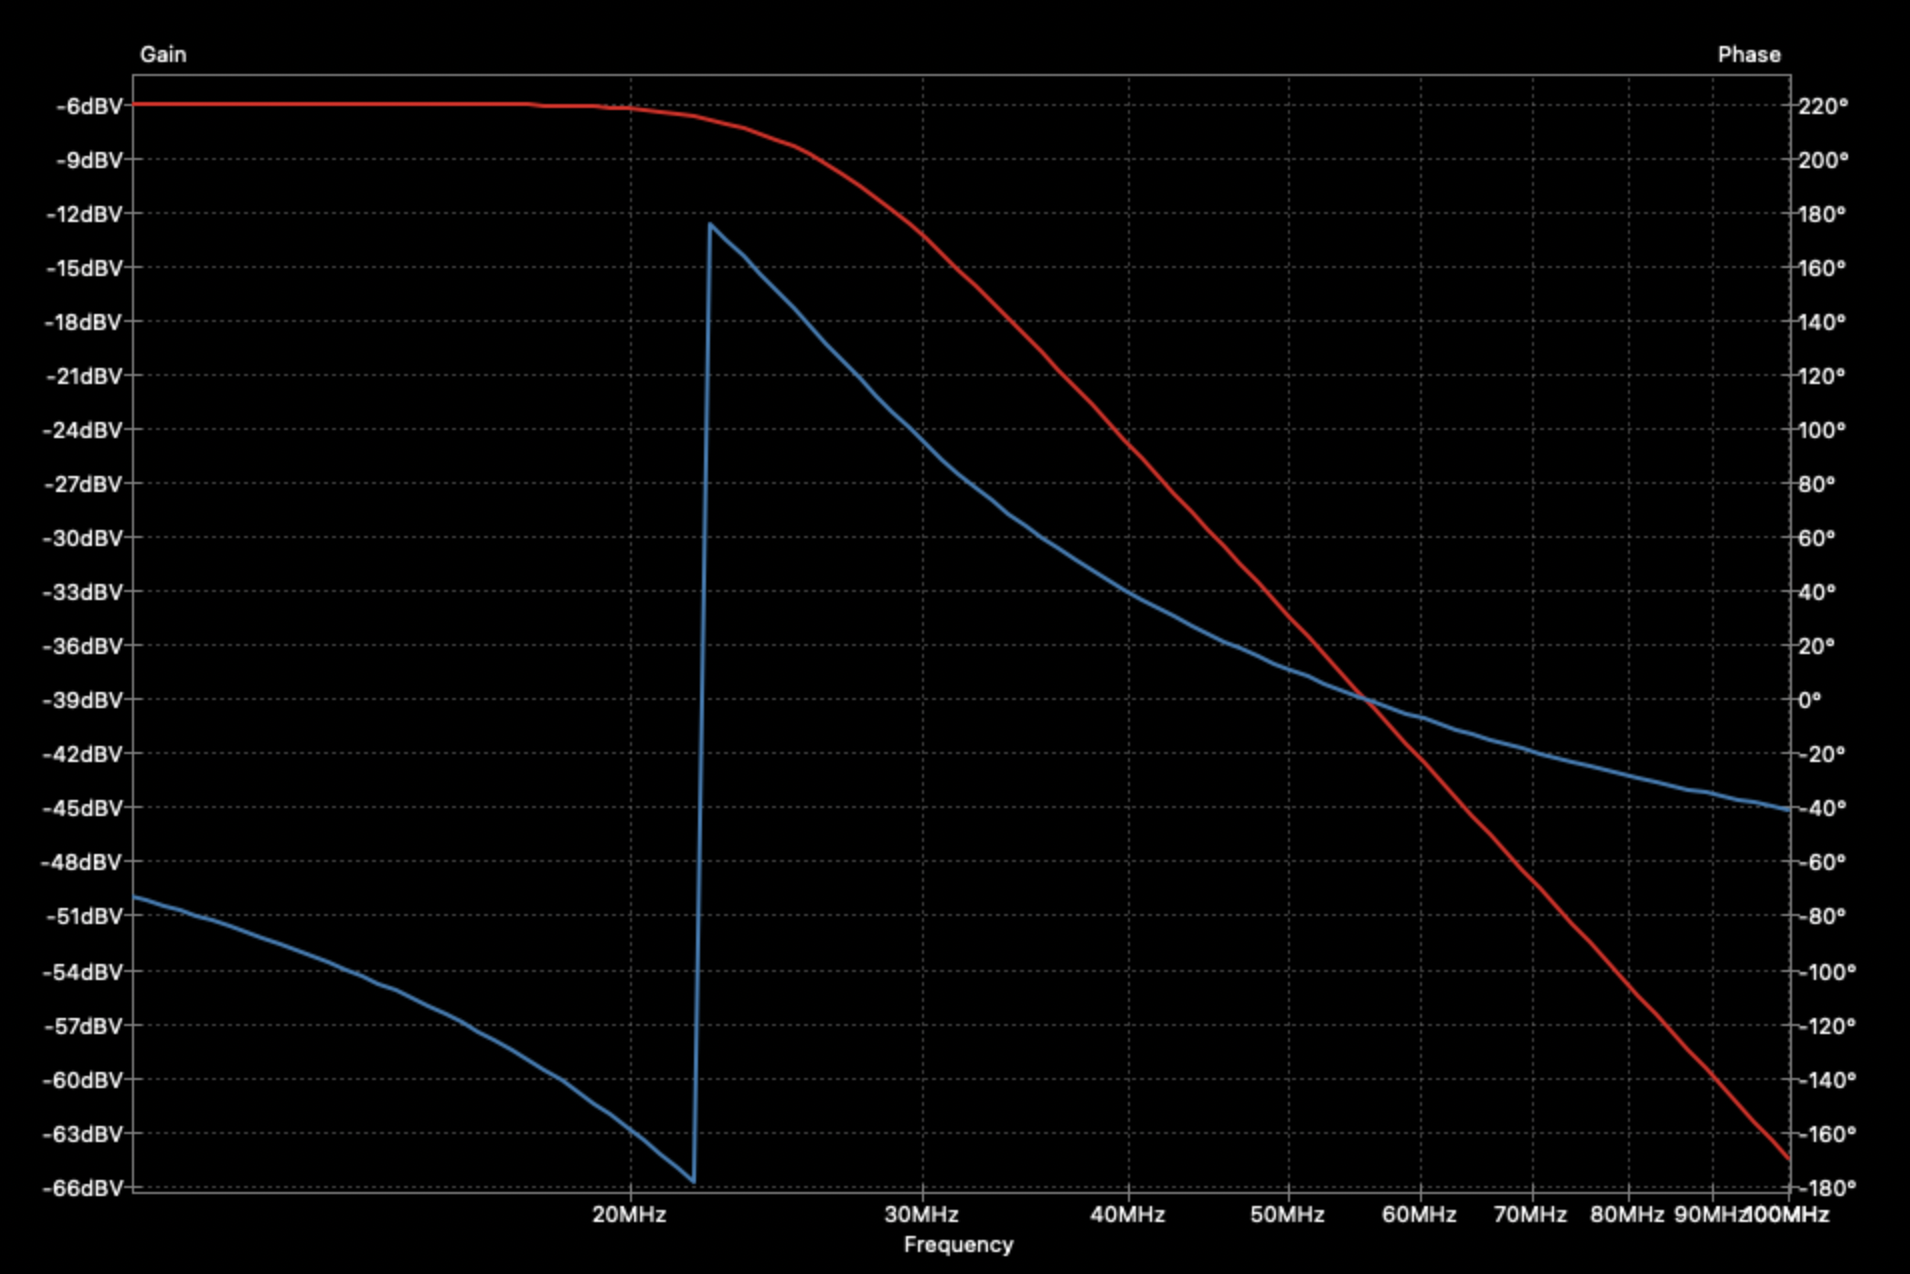 Gain Phase
-6dBV 220°
-9dBV 200°
-12dBV 180°
-15dBV 160°
-18dBV 140°
-21dBV 120°
-24dBV 100°
-27dBV 80°
-30dBV 60°
-33dBV 40°
-36dBV 20°
-39dBV 0°
-42dBV -20°
-45dBV -40°
-48dBV -60°
-51dBV -80°
-54dBV -100°
-57dBV -120°
-60dBV -140°
-63dBV -160°
-66dBV -180°
20MHz 30MHz 40MHz 50MHz 60MHz 70MHz 80MHz 90MHz 100MHz
Frequency